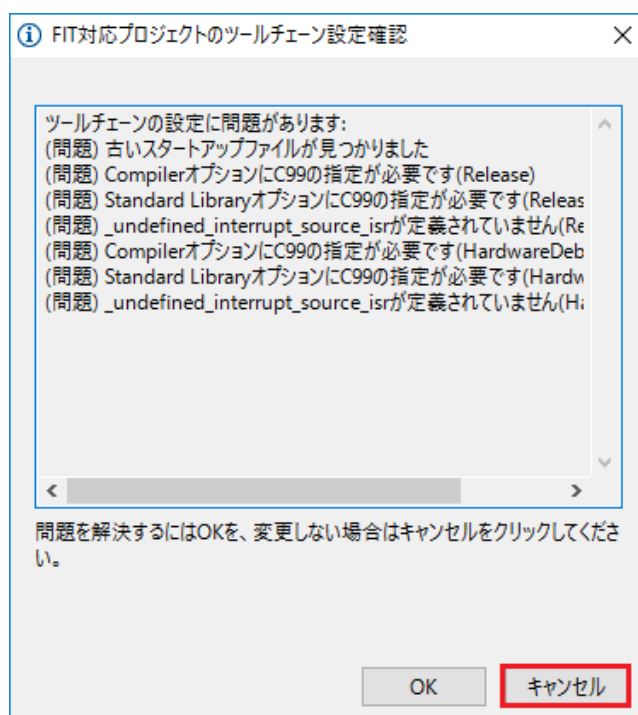 FIT対応プロジェクトのツールチェーン設定確認
ツールチェーンの設定に問題があります:
(問題) 古いスタートアップファイルが見つかりました
(問題) CompilerオプションにC99の指定が必要です(Release)
(問題) Standard LibraryオプションにC99の指定が必要です(Releas
(問題) _undefined_interrupt_source_isrが定義されていません(Re
(問題) CompilerオプションにC99の指定が必要です(HardwareDeb
(問題) Standard LibraryオプションにC99の指定が必要です(Hardw
(問題) _undefined_interrupt_source_isrが定義されていません(Ha
問題を解決するにはOKを、変更しない場合はキャンセルをクリックしてくださ
い。
OK
キャンセル